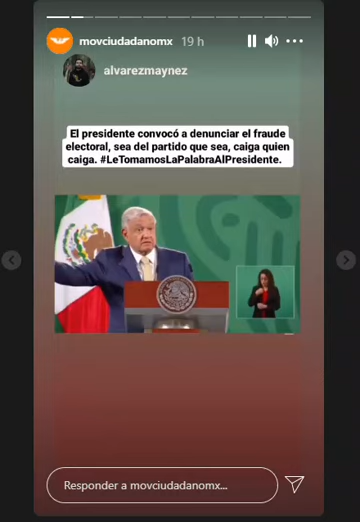 movciudadanomx 19 h
alvarezmaynez
El presidente convocó a denunciar el fraude
electoral, sea del partido que sea, caiga quien
caiga. #LeTomamosLaPalabraAlPresidente.
Responder a movciudadanomx...